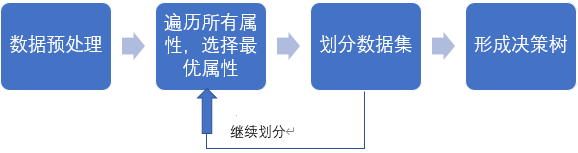 数据预处理
遍历所有属
性，选择最
优属性
划分数据集
形成决策树
继续划分